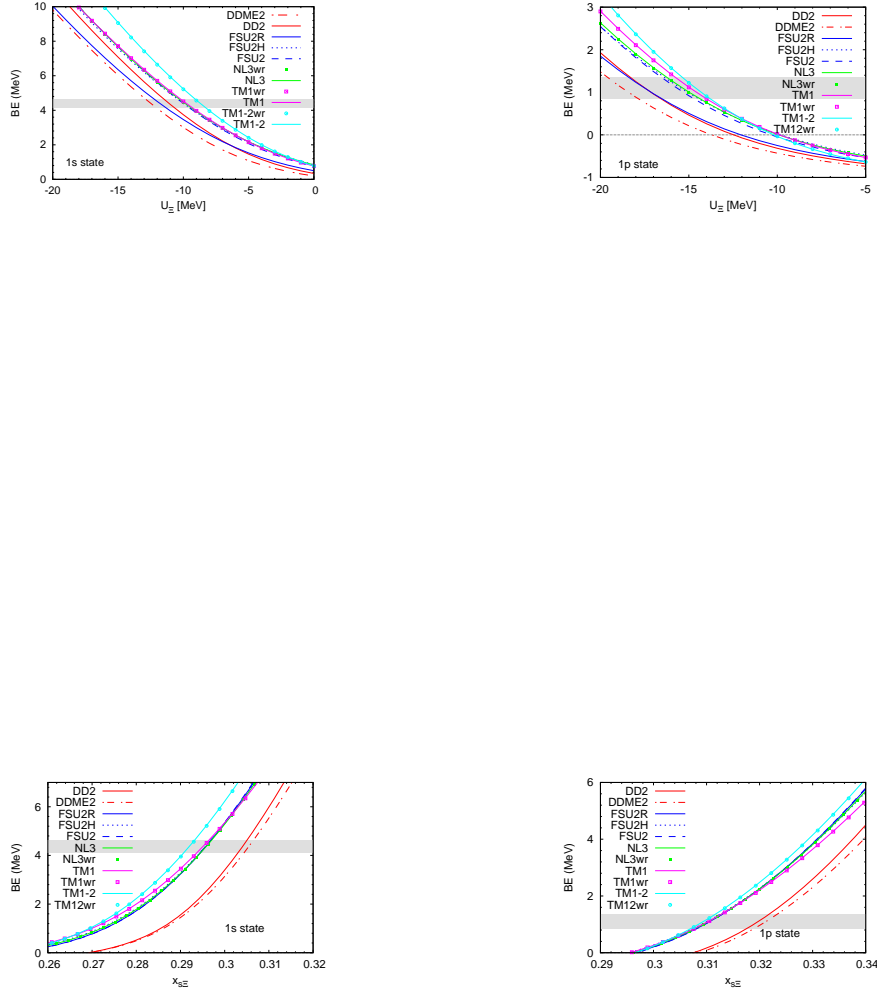 BE (MeV)
10
8
6
4
2
0
-20
-15
-10
-5
0
U_Ξ [MeV]
1s state
DDME2
DD2
FSU2R
FSU2H
FSU2
NL3wr
NL3
TM1wr
TM1
TM1-2wr
TM1-2
BE (MeV)
3
2
1
0
-1
-20
-15
-10
-5
U_Ξ [MeV]
1p state
DD2
DDME2
FSU2R
FSU2H
FSU2
NL3
NL3wr
TM1
TM1wr
TM1-2
TM12wr
BE (MeV)
6
4
2
0
0.26
0.27
0.28
0.29
0.3
0.31
0.32
x_sΞ
1s state
DD2
DDME2
FSU2R
FSU2H
FSU2
NL3
NL3wr
TM1
TM1wr
TM1-2
TM12wr
BE (MeV)
6
4
2
0
0.29
0.3
0.31
0.32
0.33
0.34
x_sΞ
1p state
DD2
DDME2
FSU2R
FSU2H
FSU2
NL3
NL3wr
TM1
TM1wr
TM1-2
TM12wr